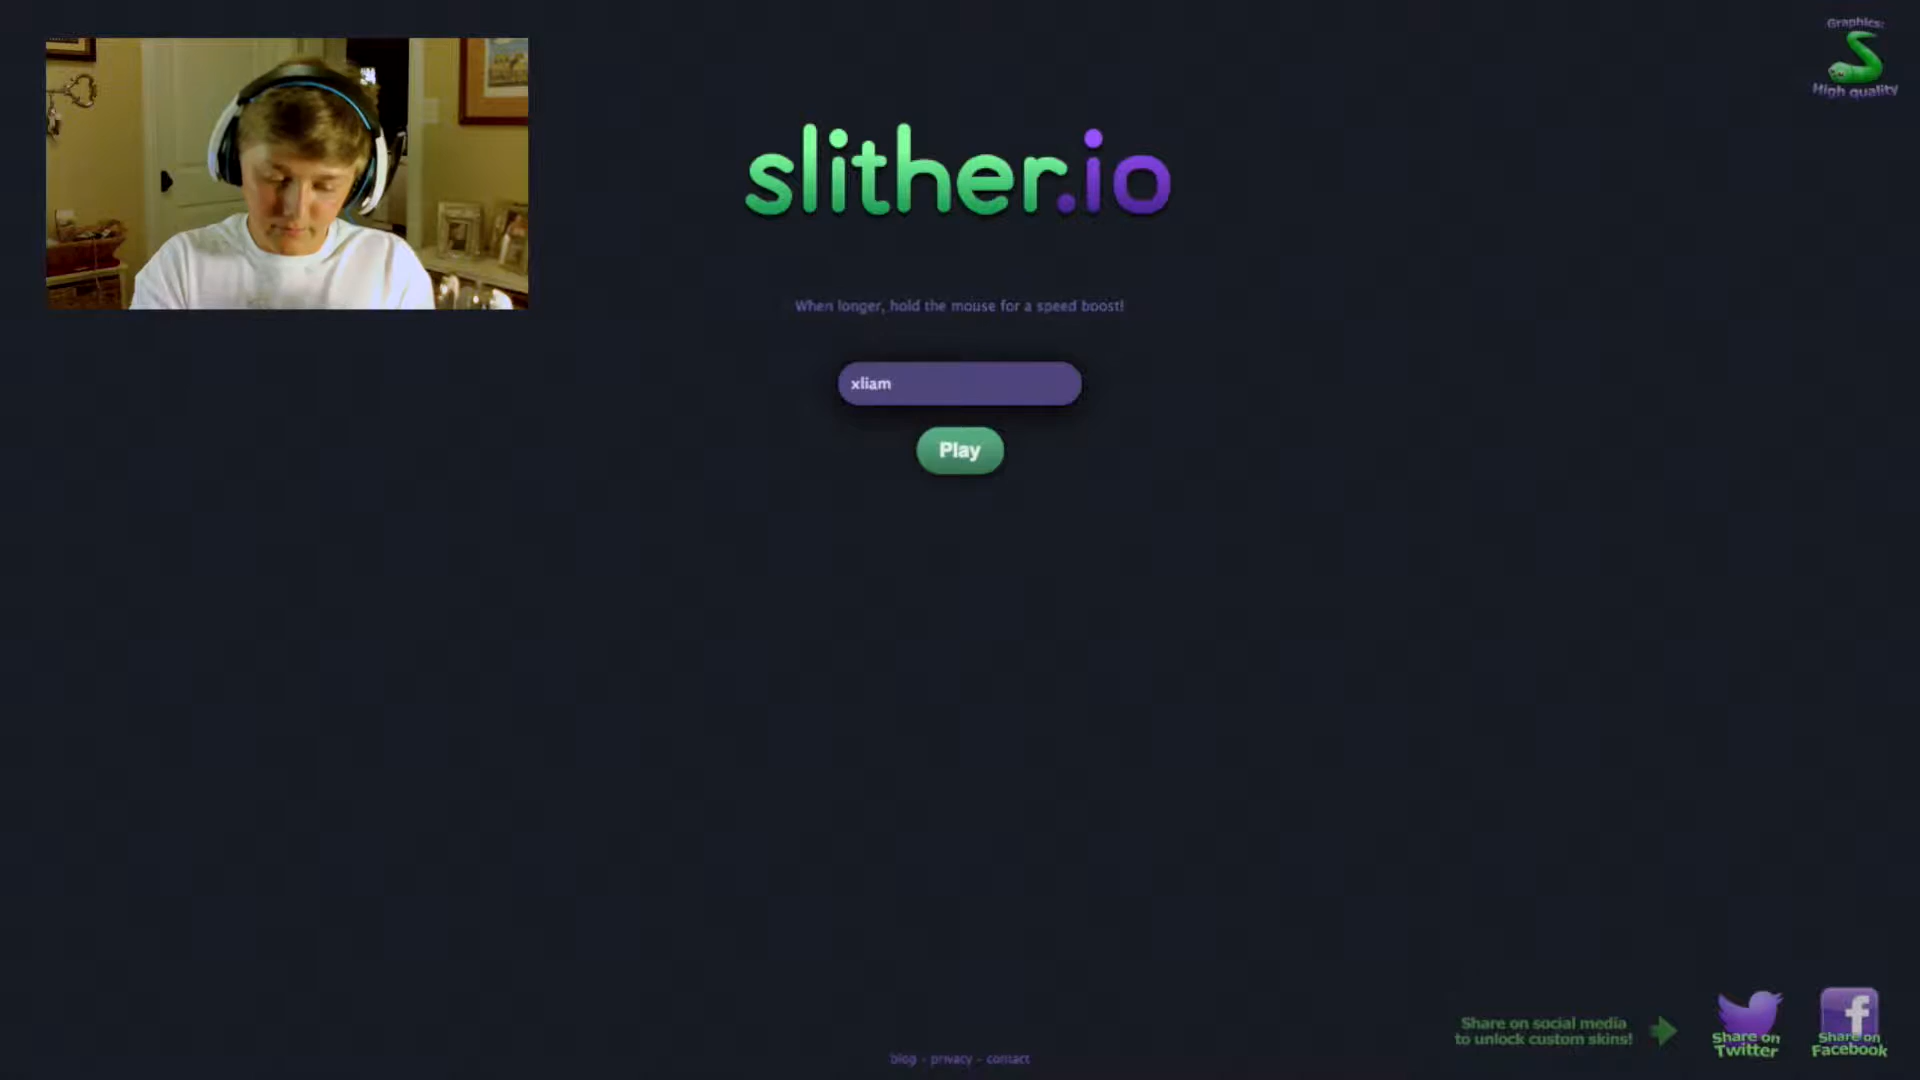 Graphics:
High quality
slither.io
When longer, hold the mouse for a speed boost!
xliam
Play
Share on social media
to unlock custom skins!
Share on
Twitter
Share on
Facebook
blog - privacy - contact